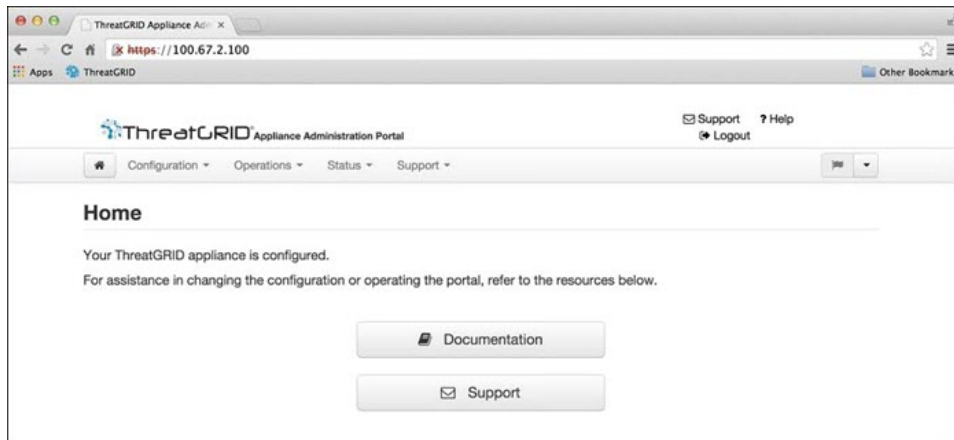 ThreatGRID Appliance Ad
https://100.67.2.100
Apps ThreatGRID Other Bookmark
ThreatGRID Appliance Administration Portal
Support ? Help
Logout
Configuration Operations Status Support
Home
Your ThreatGRID appliance is configured.
For assistance in changing the configuration or operating the portal, refer to the resources below.
Documentation
Support